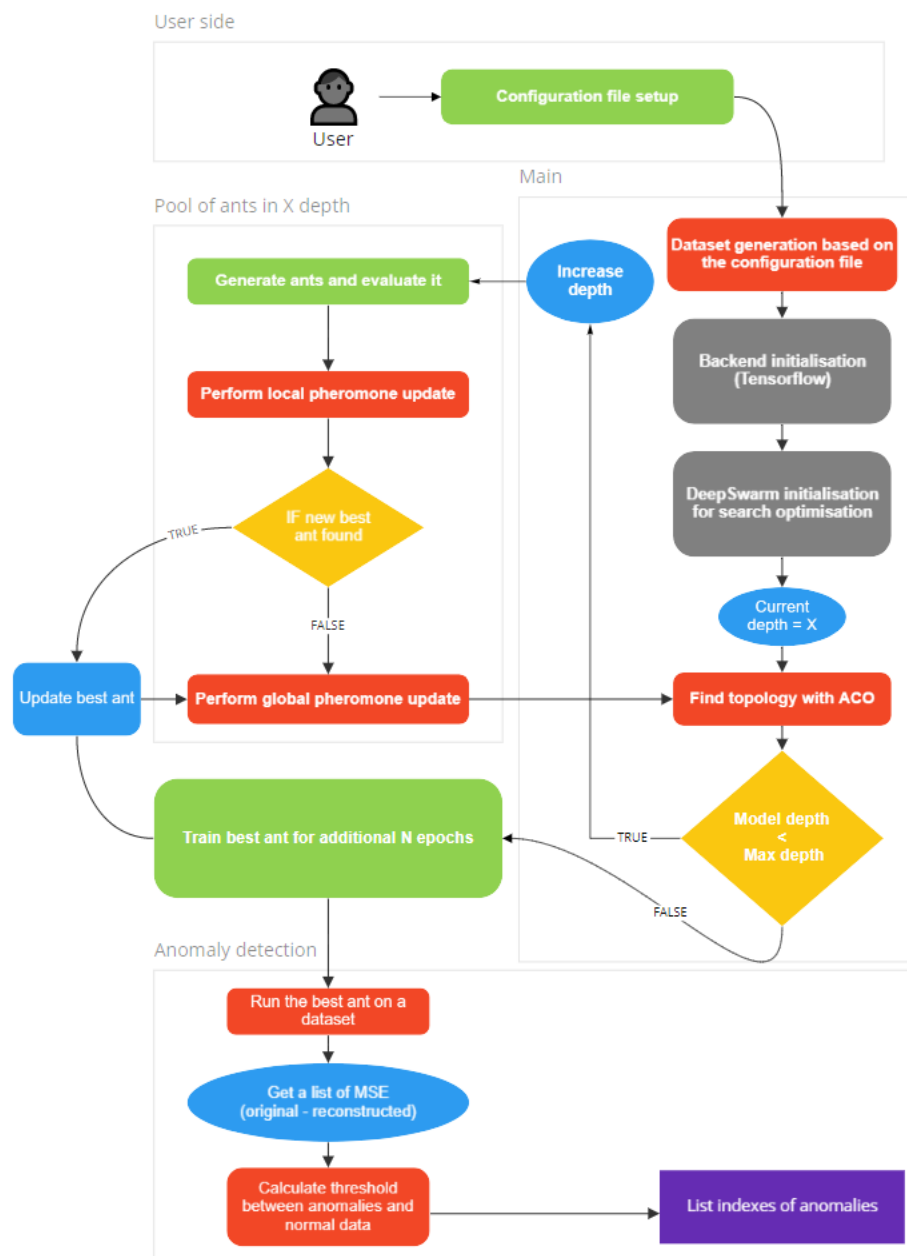 User side
Configuration file setup
User
Main
Pool of ants in X depth
Dataset generation based on
the configuration file
Increase
depth
Generate ants and evaluate it
Backend initialisation
(Tensorflow)
Perform local pheromone update
DeepSwarm initialisation
for search optimisation
IF new best
ant found
TRUE
Current
depth = X
FALSE
Update best ant
Perform global pheromone update
Find topology with ACO
Model depth
<
Max depth
TRUE
Train best ant for additional N epochs
FALSE
Anomaly detection
Run the best ant on a
dataset
Get a list of MSE
(original - reconstructed)
Calculate threshold
between anomalies and
normal data
List indexes of anomalies